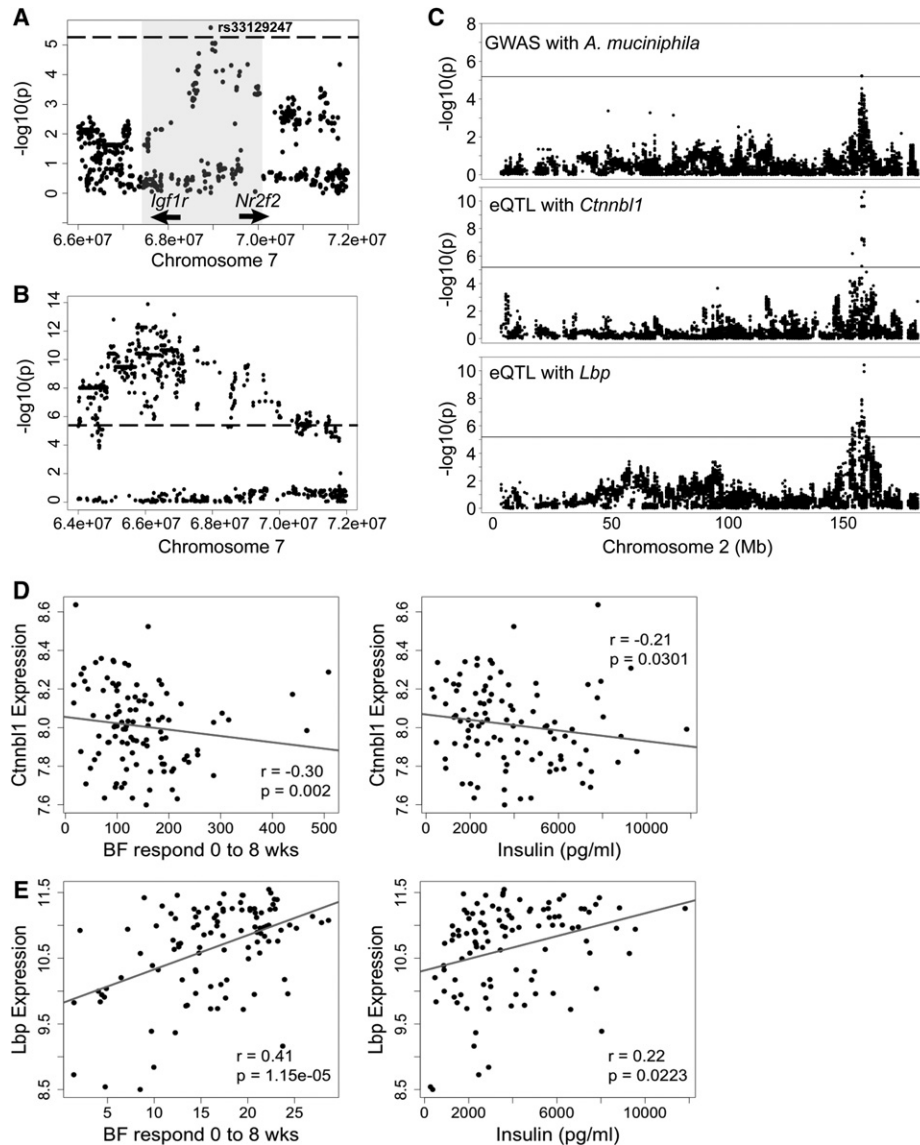 A
rs33129247
-log10(p)
5
4
3
2
1
0
Igf1r
Nr2f2
6.6e+07
6.8e+07
7.0e+07
7.2e+07
Chromosome 7
B
-log10(p)
14
12
10
8
6
4
2
0
6.4e+07
6.6e+07
6.8e+07
7.0e+07
7.2e+07
Chromosome 7
C
GWAS with A. muciniphila
-log10(p)
8
6
4
2
0
eQTL with Ctnnbl1
-log10(p)
10
8
6
4
2
0
eQTL with Lbp
-log10(p)
10
8
6
4
2
0
0
50
100
150
Chromosome 2 (Mb)
D
Ctnnbl1 Expression
8.6
8.4
8.2
8.0
7.8
7.6
r = -0.30
p = 0.002
0
100
200
300
400
500
BF respond 0 to 8 wks
Ctnnbl1 Expression
8.6
8.4
8.2
8.0
7.8
7.6
r = -0.21
p = 0.0301
0
2000
6000
10000
Insulin (pg/ml)
E
Lbp Expression
11.5
10.5
9.5
8.5
r = 0.41
p = 1.15e-05
5
10
15
20
25
BF respond 0 to 8 wks
Lbp Expression
11.5
10.5
9.5
8.5
r = 0.22
p = 0.0223
0
2000
6000
10000
Insulin (pg/ml)